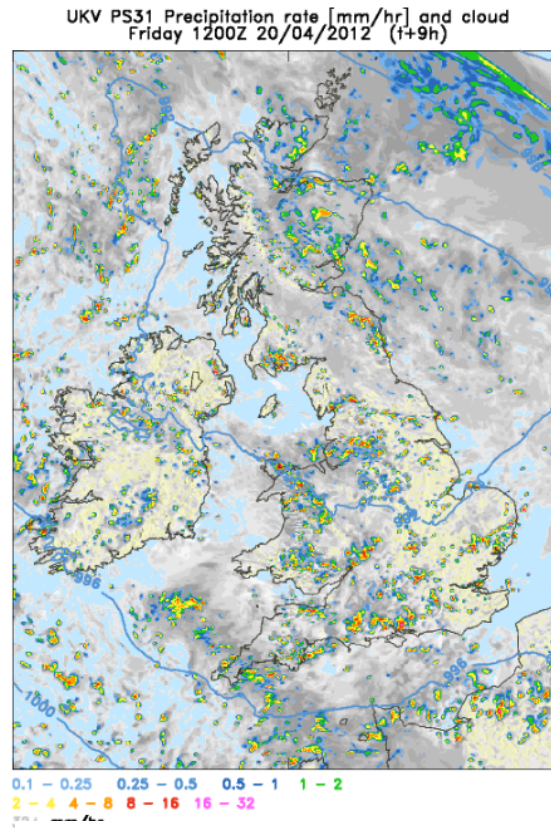 UKV PS31 Precipitation rate [mm/hr] and cloud
Friday 1200Z 20/04/2012 (t+9h)
996
996
1000
996
0.1 – 0.25 0.25 – 0.5 0.5 – 1 1 – 2
2 – 4 4 – 8 8 – 16 16 – 32